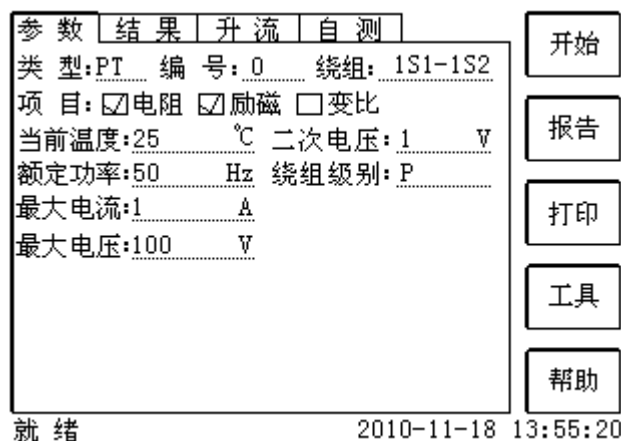 参 数 结 果 升 流 自 测
开始
类 型:PT 编 号:0 绕组: 1S1-1S2
项 目: 电阻 励磁 变比
当前温度:25 ℃ 二次电压:1 V
报告
额定功率:50 Hz 绕组级别:P
最大电流:1 A
打印
最大电压:100 V
工具
帮助
就 绪 2010-11-18 13:55:20